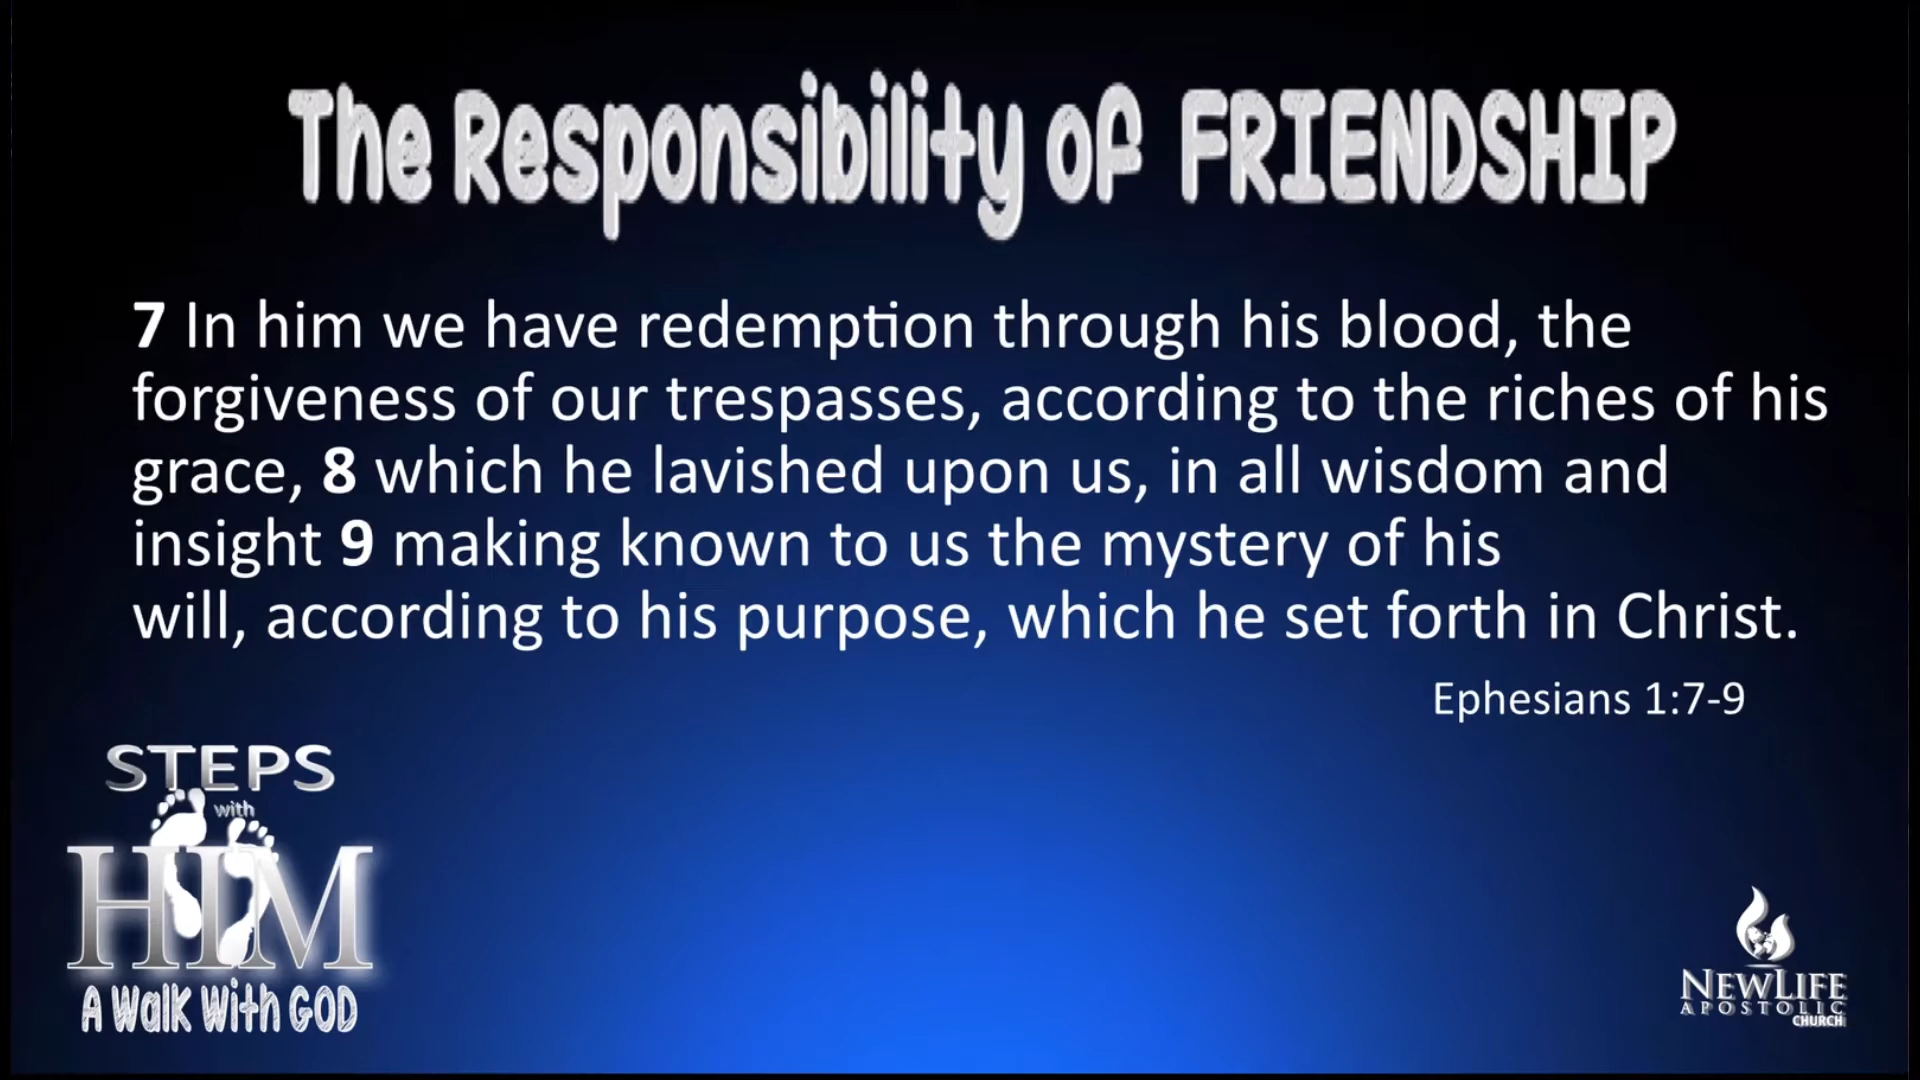 The Responsibility of FRIENDSHIP
7 In him we have redemption through his blood, the
forgiveness of our trespasses, according to the riches of his
grace, 8 which he lavished upon us, in all wisdom and
insight 9 making known to us the mystery of his
will, according to his purpose, which he set forth in Christ.
Ephesians 1:7-9
STEPS
with
HIM
A Walk With GOD
NEWLIFE
APOSTOLIC
CHURCH